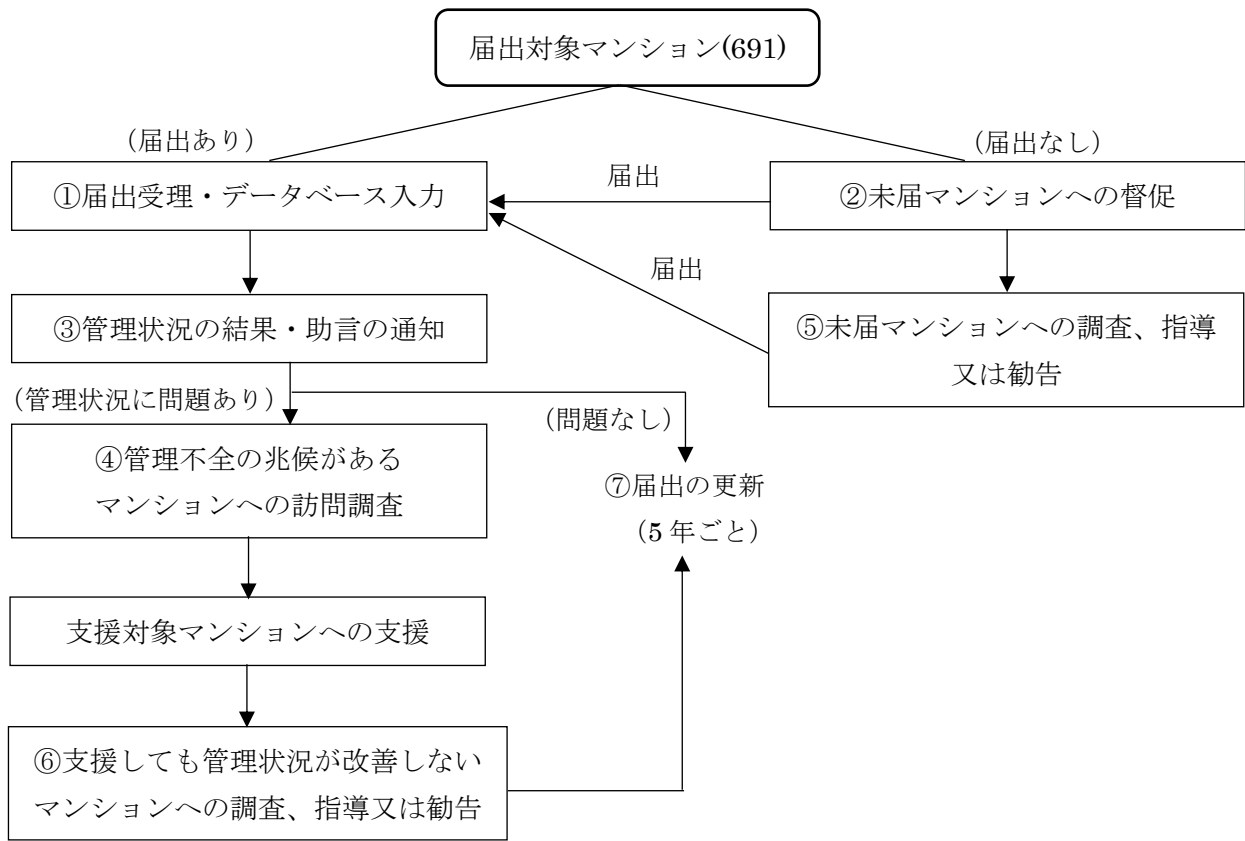 届出対象マンション(691)
（届出あり）
（届出なし）
①届出受理・データベース入力
届出
②未届マンションへの督促
届出
③管理状況の結果・助言の通知
⑤未届マンションへの調査、指導
又は勧告
（管理状況に問題あり）
（問題なし）
④管理不全の兆候がある
マンションへの訪問調査
⑦届出の更新
（5年ごと）
支援対象マンションへの支援
⑥支援しても管理状況が改善しない
マンションへの調査、指導又は勧告